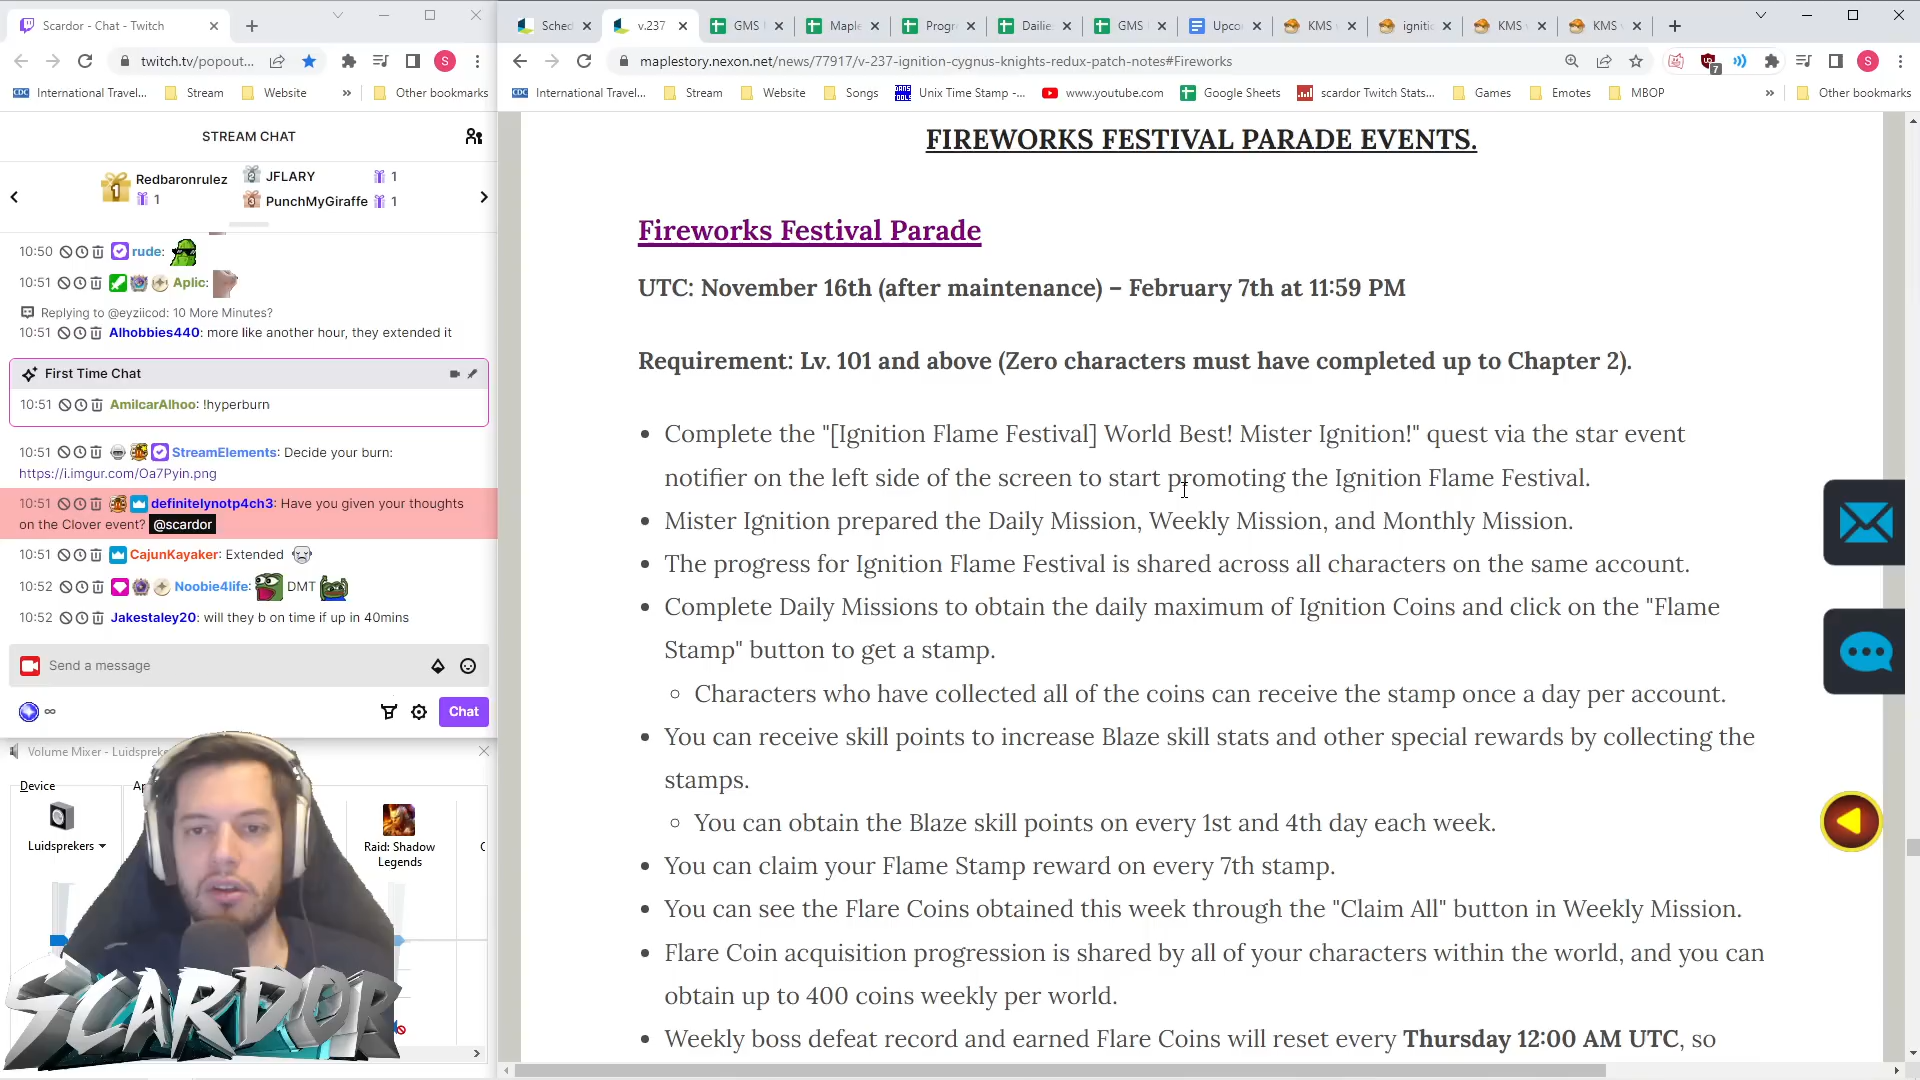 Scardor - Chat - Twitch
Sched
v.237
GMS
Maple
Progr
Dailie
GMS
Upco
KMS
igniti
KMS
KMS
twitch.tv/popout...
S
maplestory.nexon.net/news/77917/v-237-ignition-cygnus-knights-redux-patch-notes#Fireworks
7
S
CDC International Travel...
Stream
Website
»
Other bookmarks
CDC International Travel...
Stream
Website
Songs
Unix Time Stamp -...
www.youtube.com
Google Sheets
scardor Twitch Stats...
Games
Emotes
MBOP
»
Other bookmarks
STREAM CHAT
1 Redbaronrulez
1
2 JFLARY 1
3 PunchMyGiraffe 1
10:50 rude:
10:51 Aplic:
Replying to @eyziicod: 10 More Minutes?
10:51 Alhobbies440: more like another hour, they extended it
First Time Chat
10:51 AmilcarAlhoo: !hyperburn
10:51 StreamElements: Decide your burn:
https://i.imgur.com/Oa7Pyin.png
10:51 definitelynotp4ch3: Have you given your thoughts
on the Clover event? @scardor
10:51 CajunKayaker: Extended
10:52 Noobie4life: DMT
10:52 Jakestaley20: will they b on time if up in 40mins
Send a message
∞
Chat
Volume Mixer - Luidspreke
Device
Ap
Luidsprekers
Raid: Shadow
Legends
SCARDOR
FIREWORKS FESTIVAL PARADE EVENTS.
Fireworks Festival Parade
UTC: November 16th (after maintenance) – February 7th at 11:59 PM
Requirement: Lv. 101 and above (Zero characters must have completed up to Chapter 2).
• Complete the "[Ignition Flame Festival] World Best! Mister Ignition!" quest via the star event
notifier on the left side of the screen to start promoting the Ignition Flame Festival.
• Mister Ignition prepared the Daily Mission, Weekly Mission, and Monthly Mission.
• The progress for Ignition Flame Festival is shared across all characters on the same account.
• Complete Daily Missions to obtain the daily maximum of Ignition Coins and click on the "Flame
Stamp" button to get a stamp.
◦ Characters who have collected all of the coins can receive the stamp once a day per account.
• You can receive skill points to increase Blaze skill stats and other special rewards by collecting the
stamps.
◦ You can obtain the Blaze skill points on every 1st and 4th day each week.
• You can claim your Flame Stamp reward on every 7th stamp.
• You can see the Flare Coins obtained this week through the "Claim All" button in Weekly Mission.
• Flare Coin acquisition progression is shared by all of your characters within the world, and you can
obtain up to 400 coins weekly per world.
• Weekly boss defeat record and earned Flare Coins will reset every Thursday 12:00 AM UTC, so